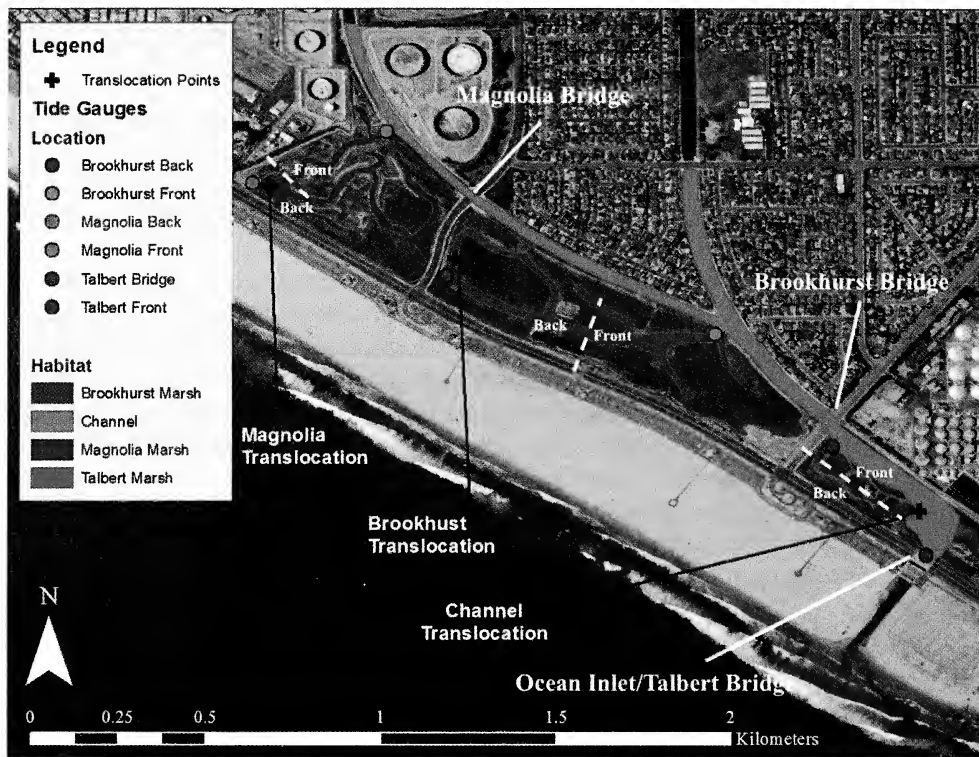 Legend
Translocation Points
Tide Gauges
Location
Brookhurst Back
Brookhurst Front
Magnolia Back
Magnolia Front
Talbert Bridge
Talbert Front
Habitat
Brookhurst Marsh
Channel
Magnolia Marsh
Talbert Marsh
Magnolia Bridge
Front
Back
Brookhurst Bridge
Back
Front
Front
Back
Magnolia
Translocation
Brookhust
Translocation
Channel
Translocation
Ocean Inlet/Talbert Bridge
N
0 0.25 0.5 1 1.5 2
Kilometers